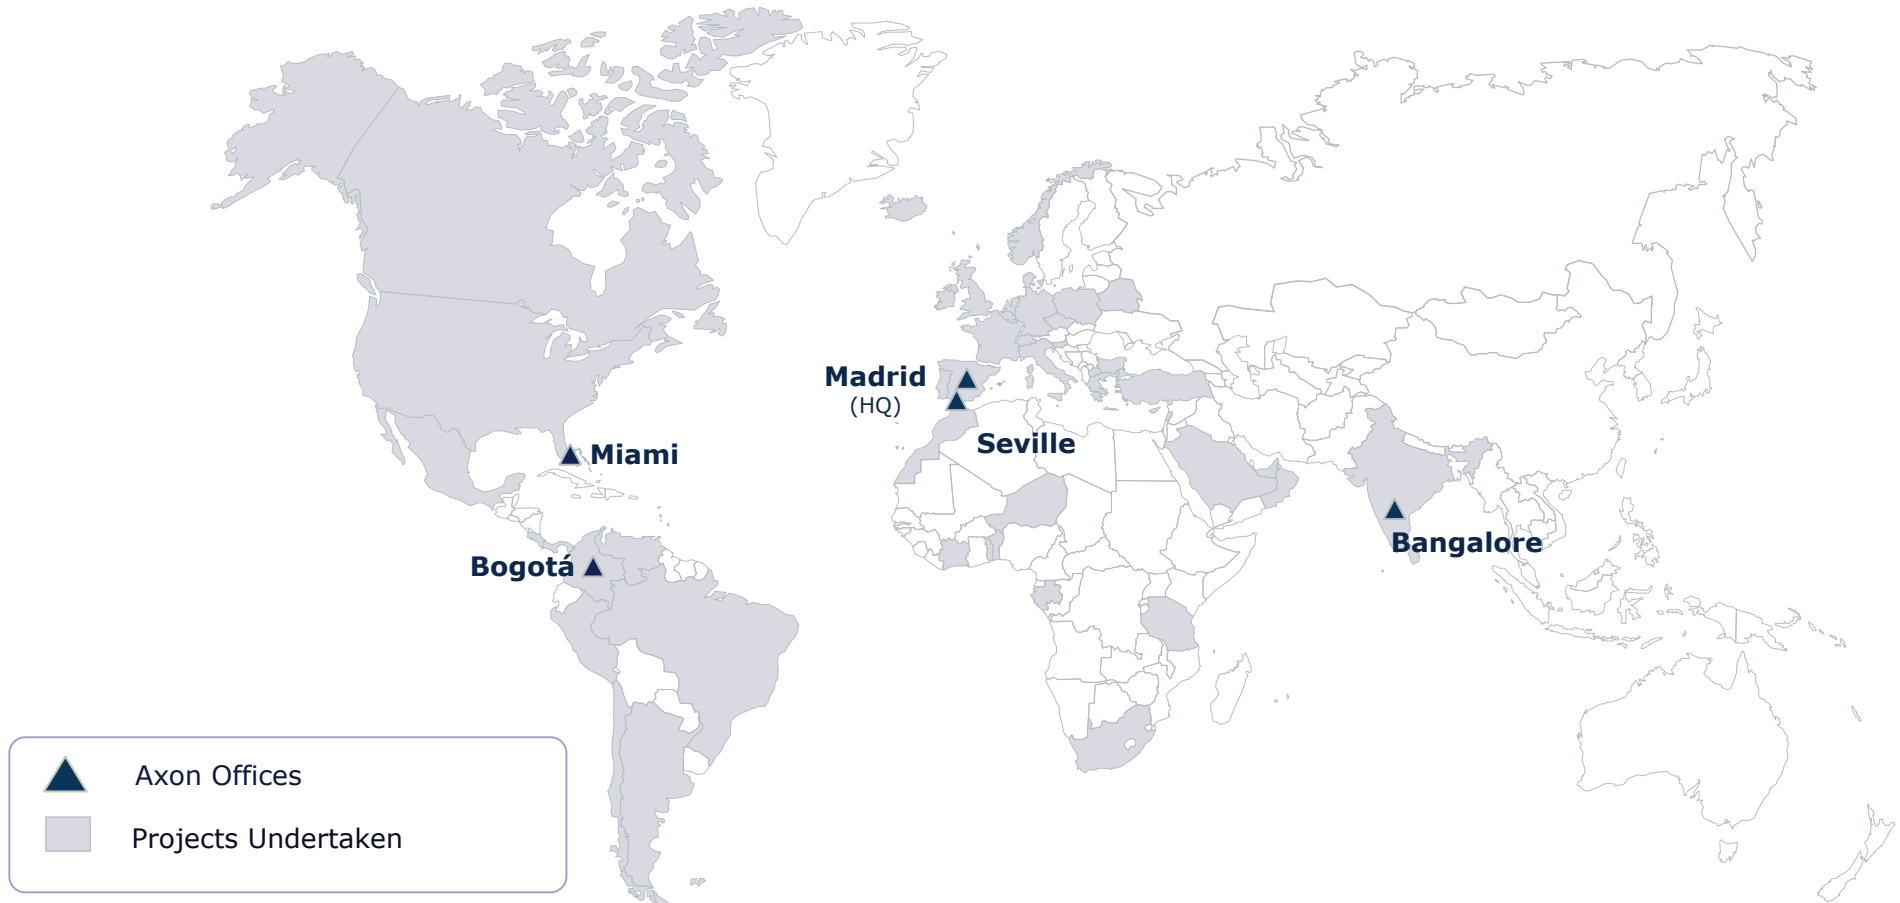 Madrid
(HQ)
Seville
Miami
Bangalore
Bogotá
Axon Offices
Projects Undertaken